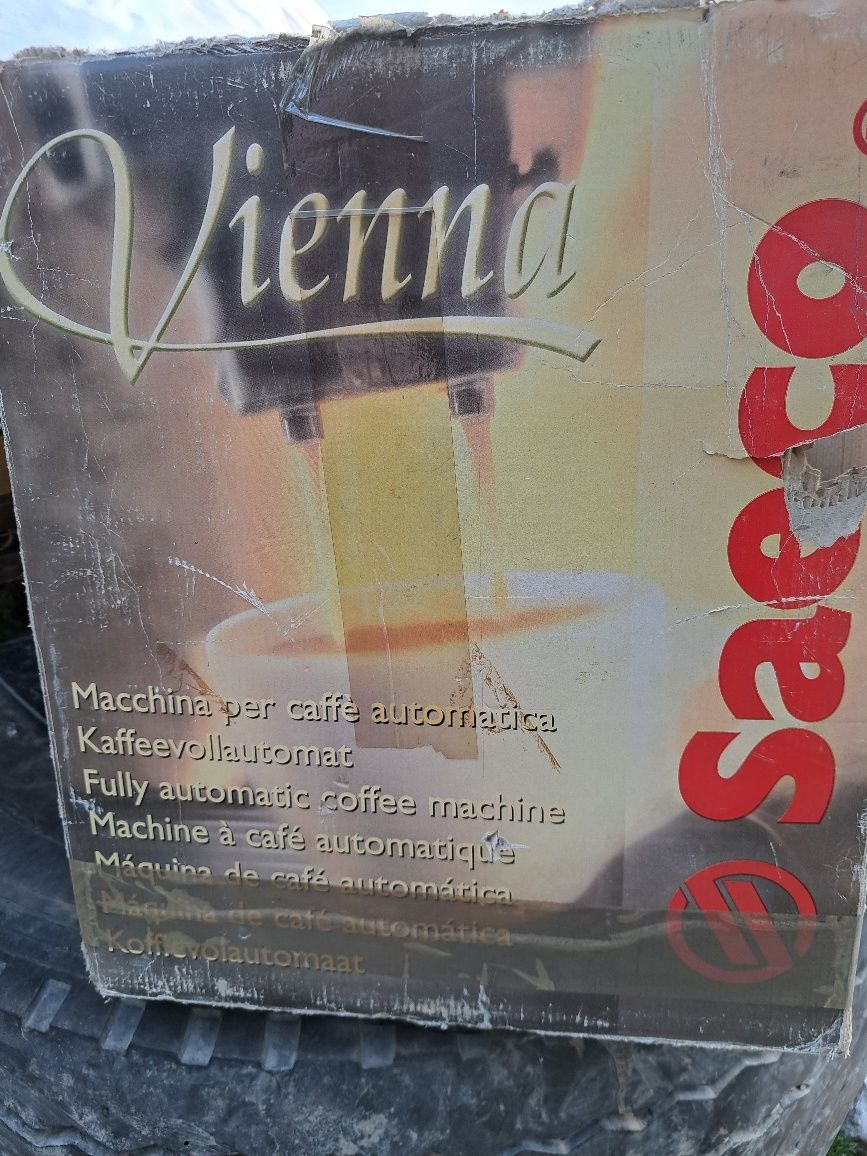 Vienna
Saeco
Macchina per caffè automatica
Kaffeevollautomat
Fully automatic coffee machine
Machine à café automatique
Máquina de café automática
Máquina de café automática
Koffievolautomaat